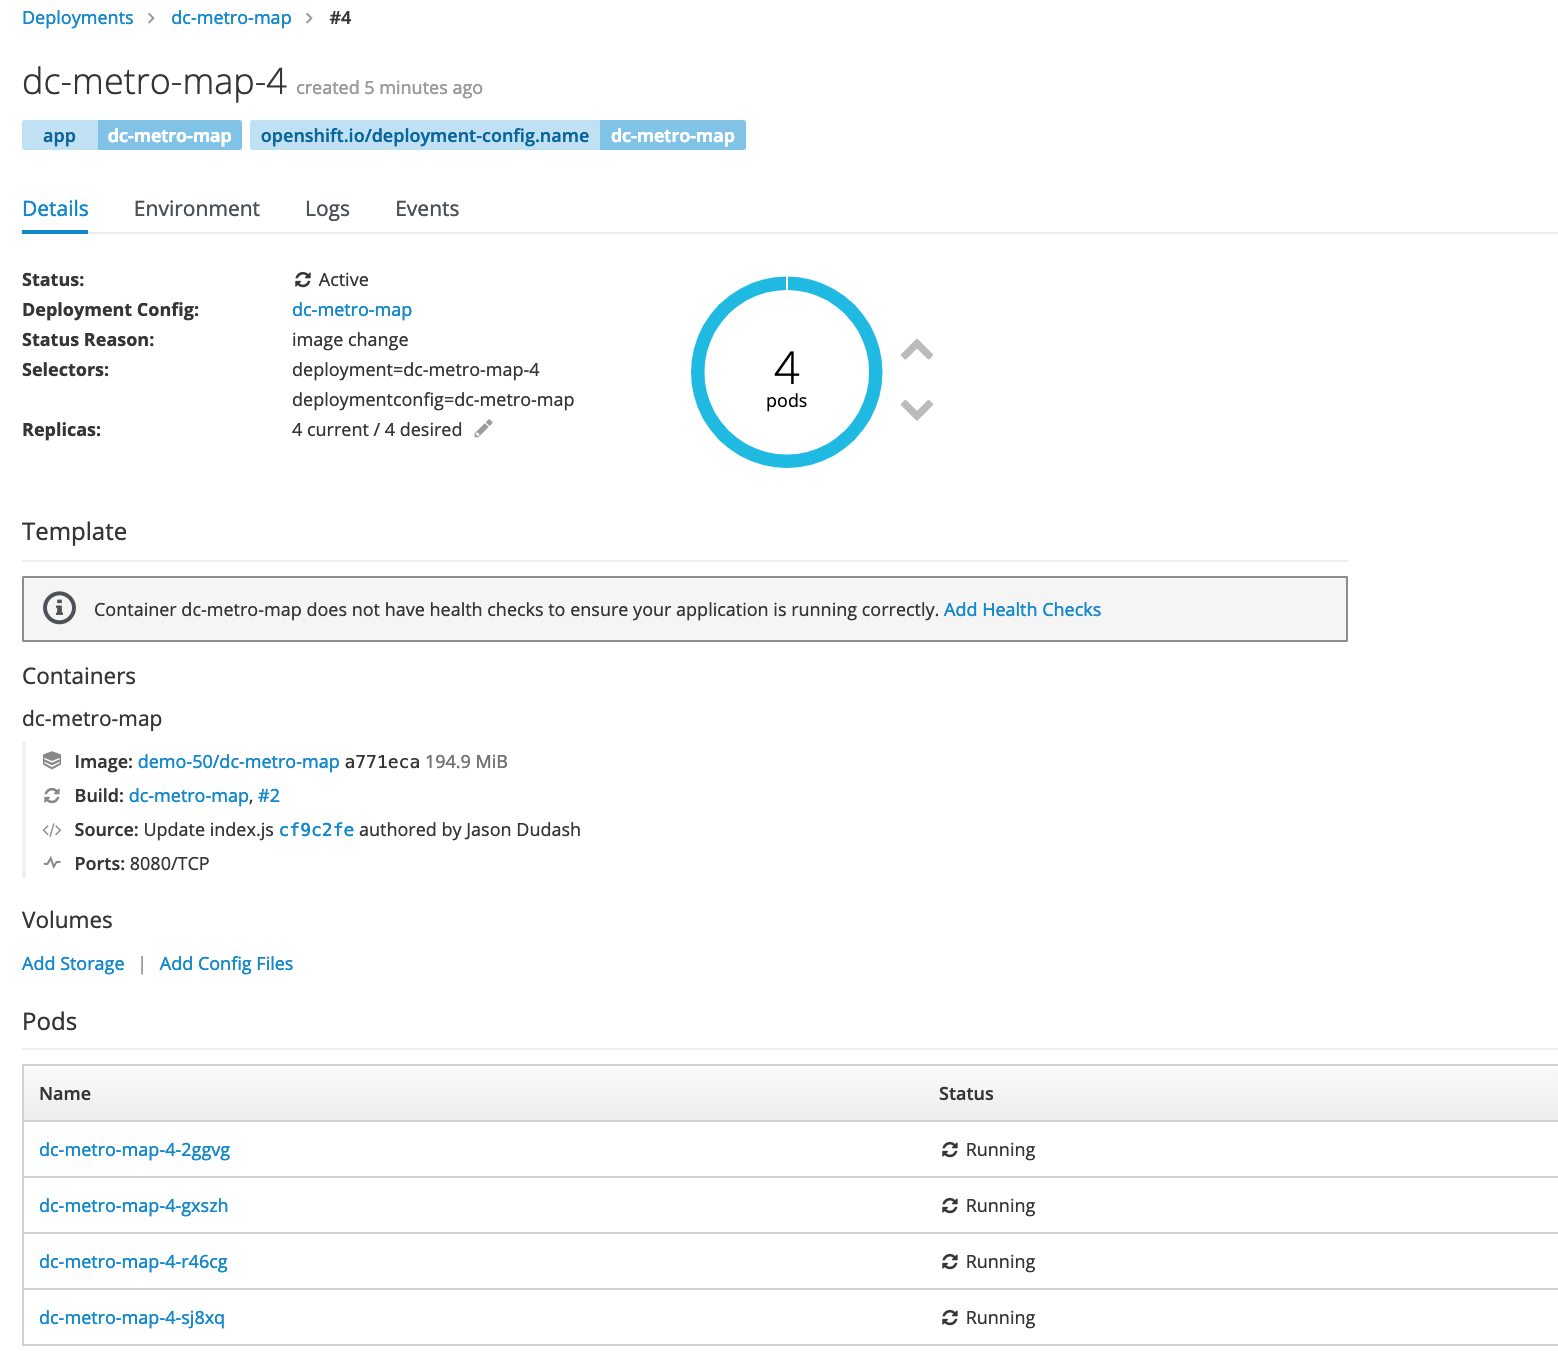 Deployments > dc-metro-map > #4
dc-metro-map-4 created 5 minutes ago
app dc-metro-map openshift.io/deployment-config.name dc-metro-map
Details Environment Logs Events
Status: Active
Deployment Config: dc-metro-map
Status Reason: image change
Selectors: deployment=dc-metro-map-4
deploymentconfig=dc-metro-map
Replicas: 4 current / 4 desired
4
pods
Template
Container dc-metro-map does not have health checks to ensure your application is running correctly. Add Health Checks
Containers
dc-metro-map
Image: demo-50/dc-metro-map a771eca 194.9 MiB
Build: dc-metro-map, #2
</> Source: Update index.js cf9c2fe authored by Jason Dudash
Ports: 8080/TCP
Volumes
Add Storage | Add Config Files
Pods
Name Status
dc-metro-map-4-2ggvg Running
dc-metro-map-4-gxszh Running
dc-metro-map-4-r46cg Running
dc-metro-map-4-sj8xq Running